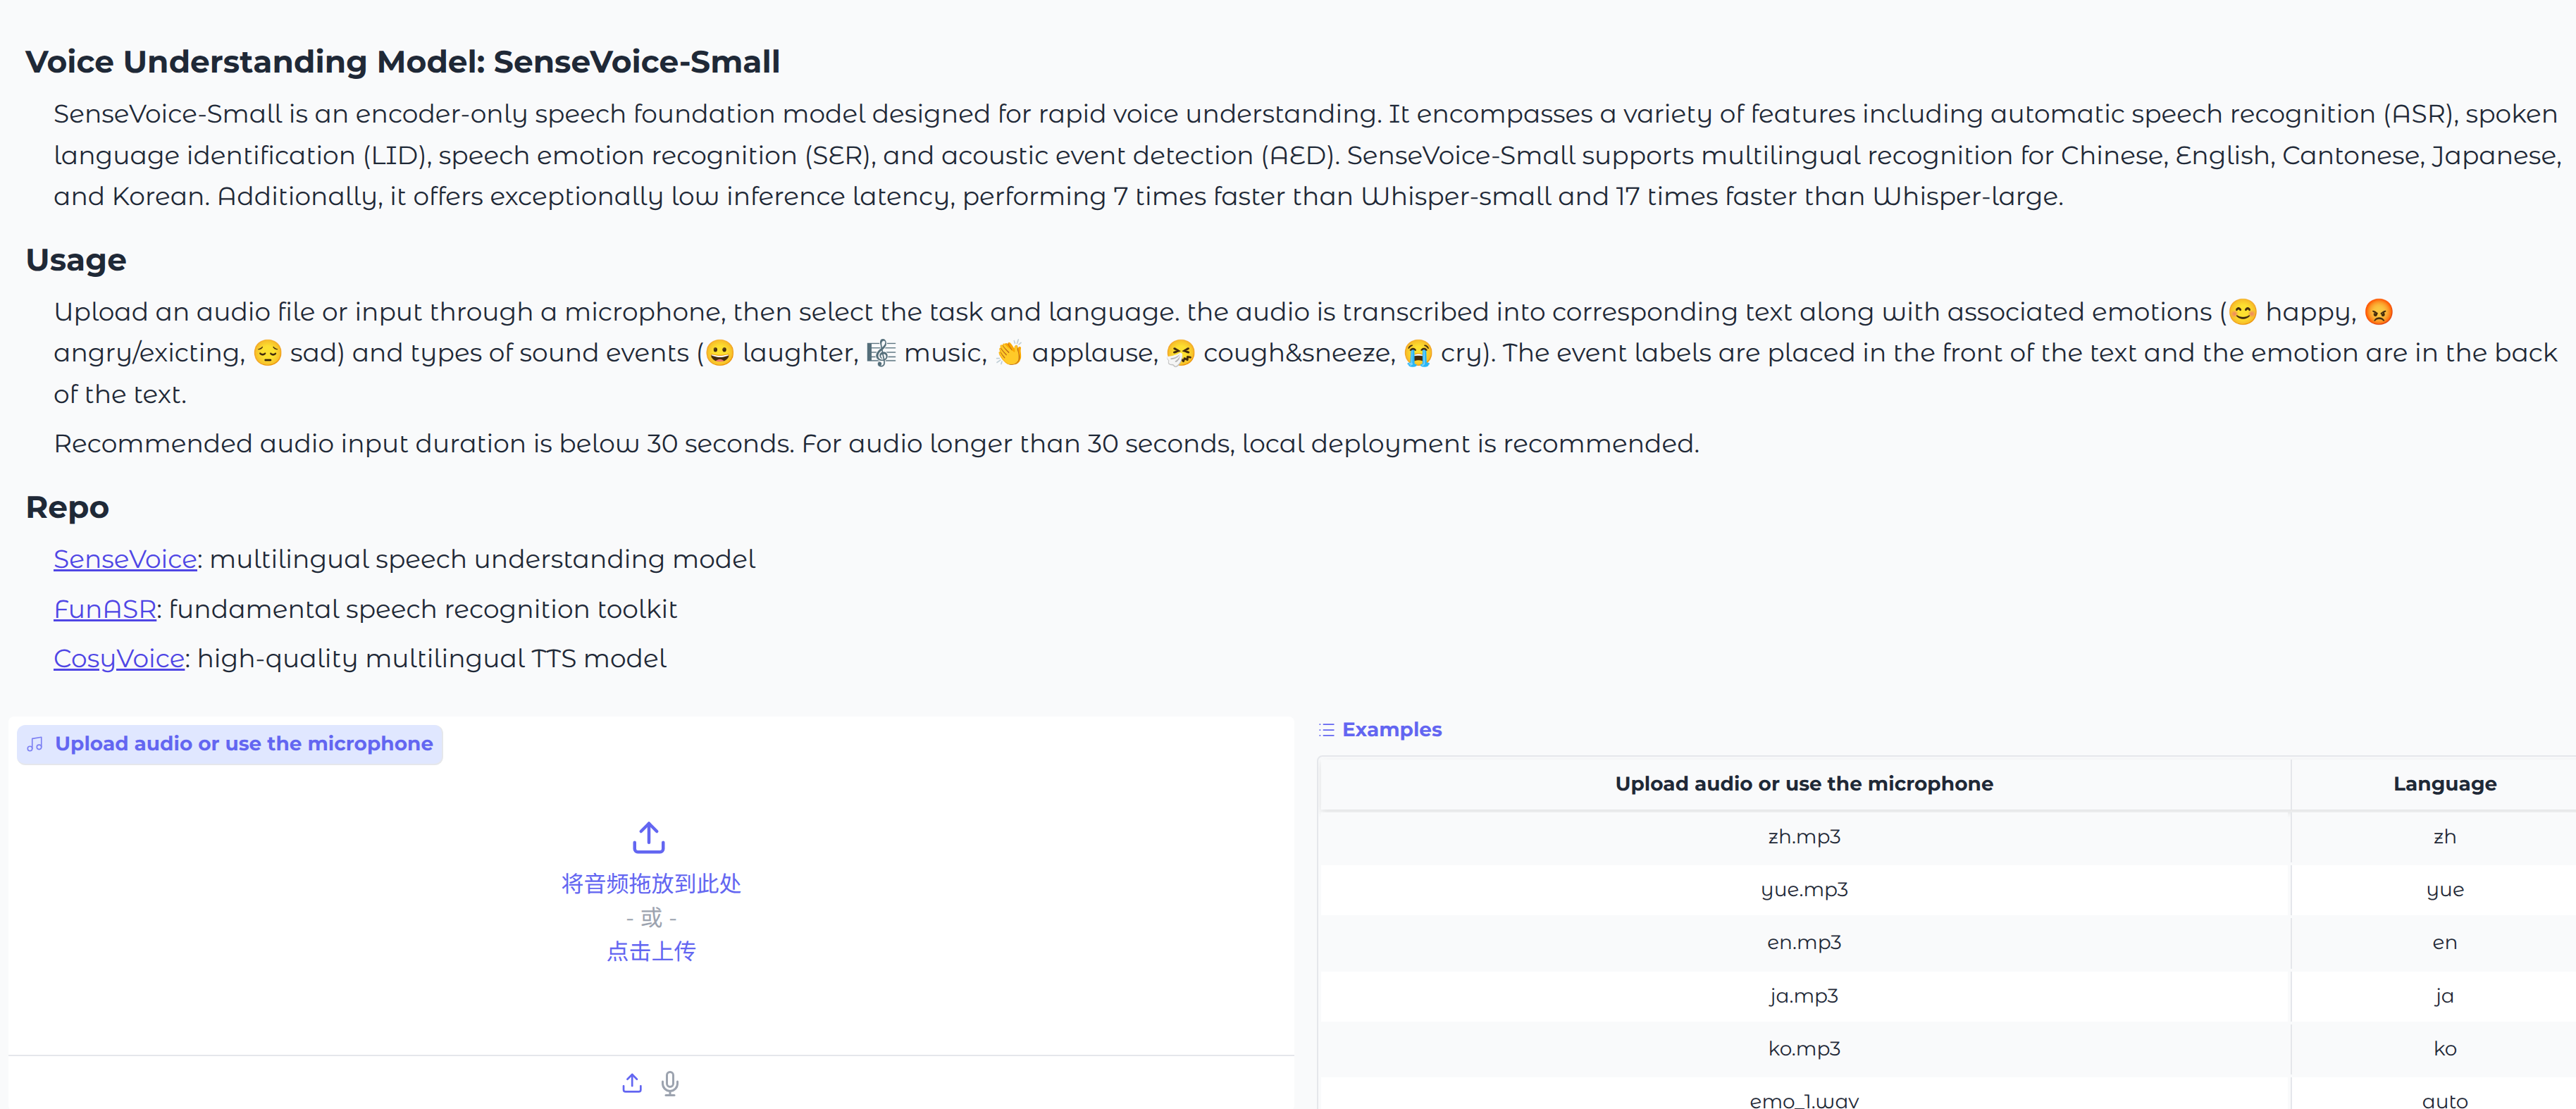 Voice Understanding Model: SenseVoice-Small
SenseVoice-Small is an encoder-only speech foundation model designed for rapid voice understanding. It encompasses a variety of features including automatic speech recognition (ASR), spoken
language identification (LID), speech emotion recognition (SER), and acoustic event detection (AED). SenseVoice-Small supports multilingual recognition for Chinese, English, Cantonese, Japanese,
and Korean. Additionally, it offers exceptionally low inference latency, performing 7 times faster than Whisper-small and 17 times faster than Whisper-large.
Usage
Upload an audio file or input through a microphone, then select the task and language. the audio is transcribed into corresponding text along with associated emotions (😊 happy, 😡
angry/exicting, 😔 sad) and types of sound events (😀 laughter, 🎼 music, 👏 applause, 🤧 cough&sneeze, 😭 cry). The event labels are placed in the front of the text and the emotion are in the back
of the text.
Recommended audio input duration is below 30 seconds. For audio longer than 30 seconds, local deployment is recommended.
Repo
SenseVoice: multilingual speech understanding model
FunASR: fundamental speech recognition toolkit
CosyVoice: high-quality multilingual TTS model
Upload audio or use the microphone
将音频拖放到此处
- 或 -
点击上传
Examples
Upload audio or use the microphone Language
zh.mp3 zh
yue.mp3 yue
en.mp3 en
ja.mp3 ja
ko.mp3 ko
emo_1.wav auto